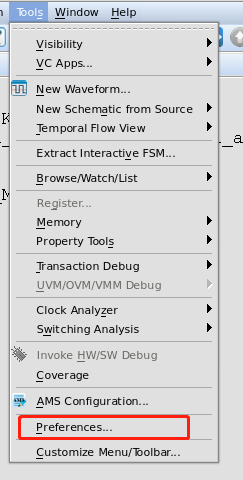 Tools Window Help
Visibility
VC Apps...
New Waveform...
New Schematic from Source
Temporal Flow View
Extract Interactive FSM...
Browse/Watch/List
Register...
Memory
Property Tools
Transaction Debug
UVM/OVM/VMM Debug
Clock Analyzer
Switching Analysis
Invoke HW/SW Debug
Coverage
AMS Configuration...
Preferences...
Customize Menu/Toolbar...